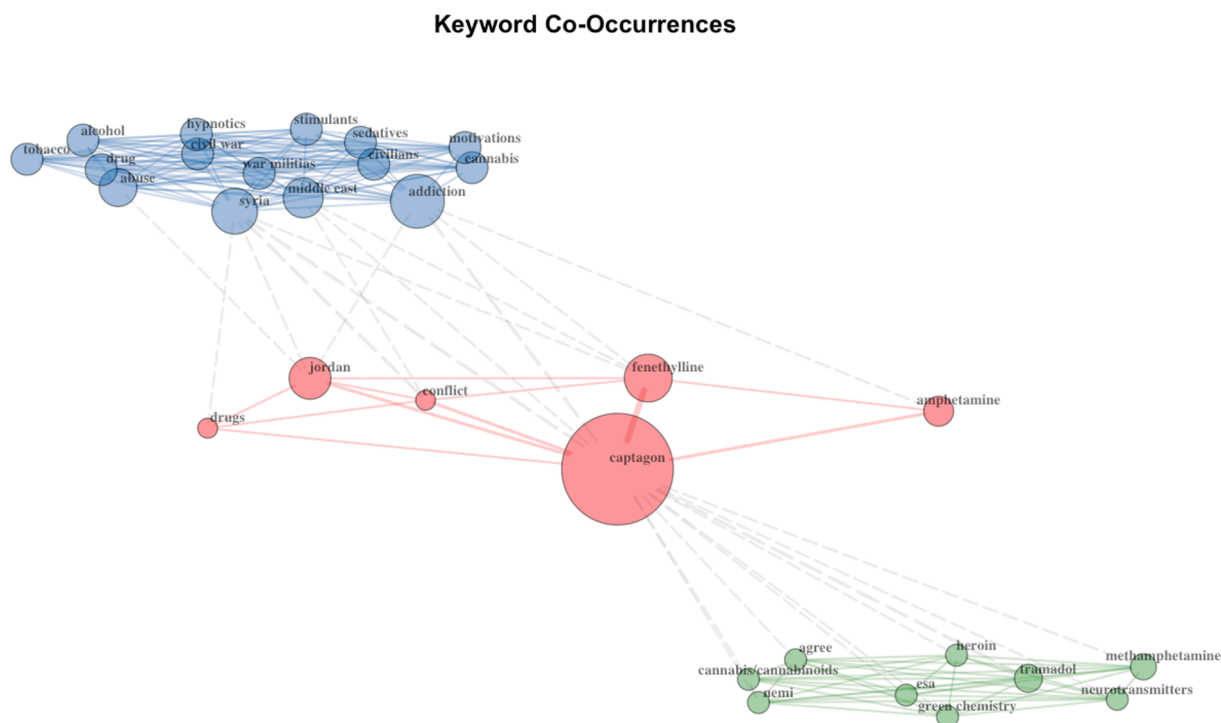 Keyword Co-Occurrences
stimulants
hypnotics
alcohol
sedatives
motivations
civil war
tobacco
drug
civilians
cannabis
war militias
abuse
middle east
addiction
syria
jordan
fenethylline
conflict
amphetamine
drugs
captagon
agree
heroin
methamphetamine
cannabis/cannabinoids
tramadol
esa
nemi
neurotransmitters
green chemistry